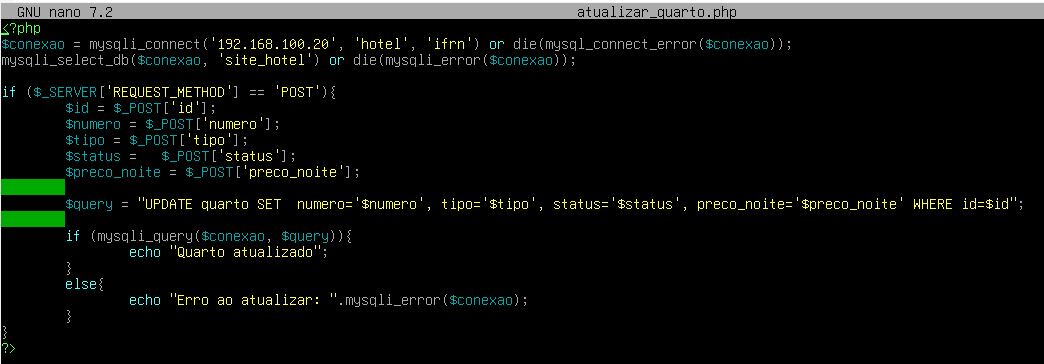 GNU nano 7.2 atualizar_quarto.php
<?php
$conexao = mysqli_connect('192.168.100.20', 'hotel', 'ifrn') or die(mysql_connect_error($conexao));
mysqli_select_db($conexao, 'site_hotel') or die(mysqli_error($conexao));
if ($_SERVER['REQUEST_METHOD'] == 'POST'){
$id = $_POST['id'];
$numero = $_POST['numero'];
$tipo = $_POST['tipo'];
$status =   $_POST['status'];
$preco_noite = $_POST['preco_noite'];
$query = "UPDATE quarto SET  numero='$numero', tipo='$tipo', status='$status', preco_noite='$preco_noite' WHERE id=$id";
if (mysqli_query($conexao, $query)){
echo "Quarto atualizado";
}
else{
echo "Erro ao atualizar: ".mysqli_error($conexao);
}
}
?>